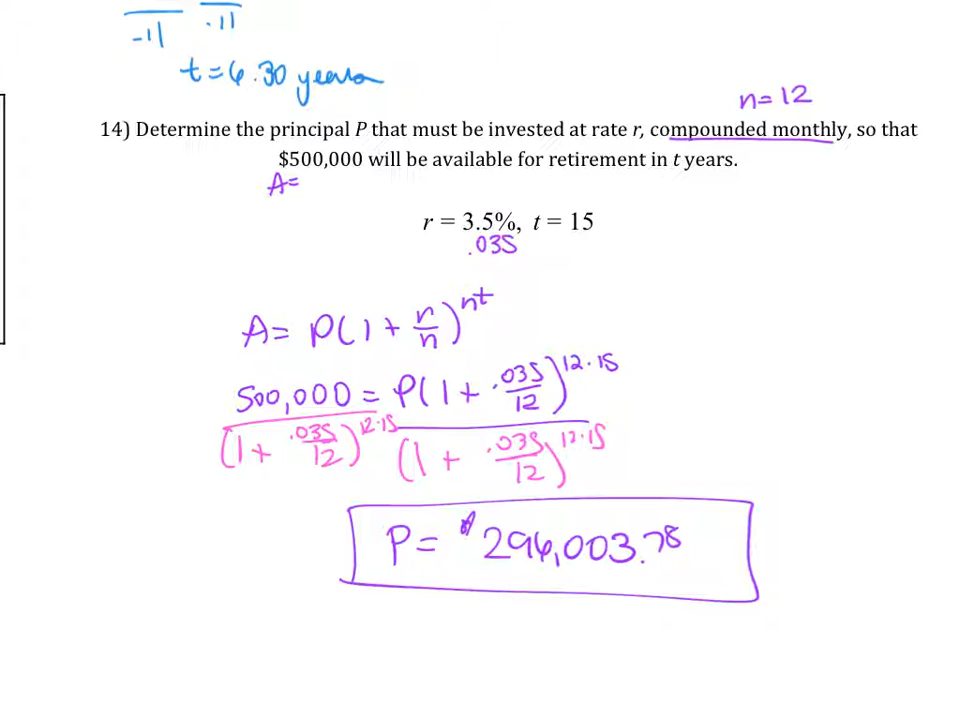 -.11 .11
t = 6.30 years
n=12
14) Determine the principal P that must be invested at rate r, compounded monthly, so that
$500,000 will be available for retirement in t years.
A=
r = 3.5%, t = 15
.035
A= P(1 + r/n)^nt
500,000 = P(1 + .035/12)^12·15
(1 + .035/12)^12·15 (1 + .035/12)^12·15
P= $296,003.78